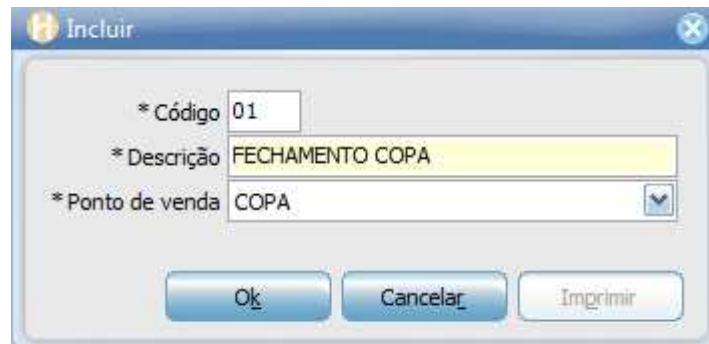 Incluir
* Código 01
* Descrição FECHAMENTO COPA
* Ponto de venda COPA
Ok Cancelar Imprimir